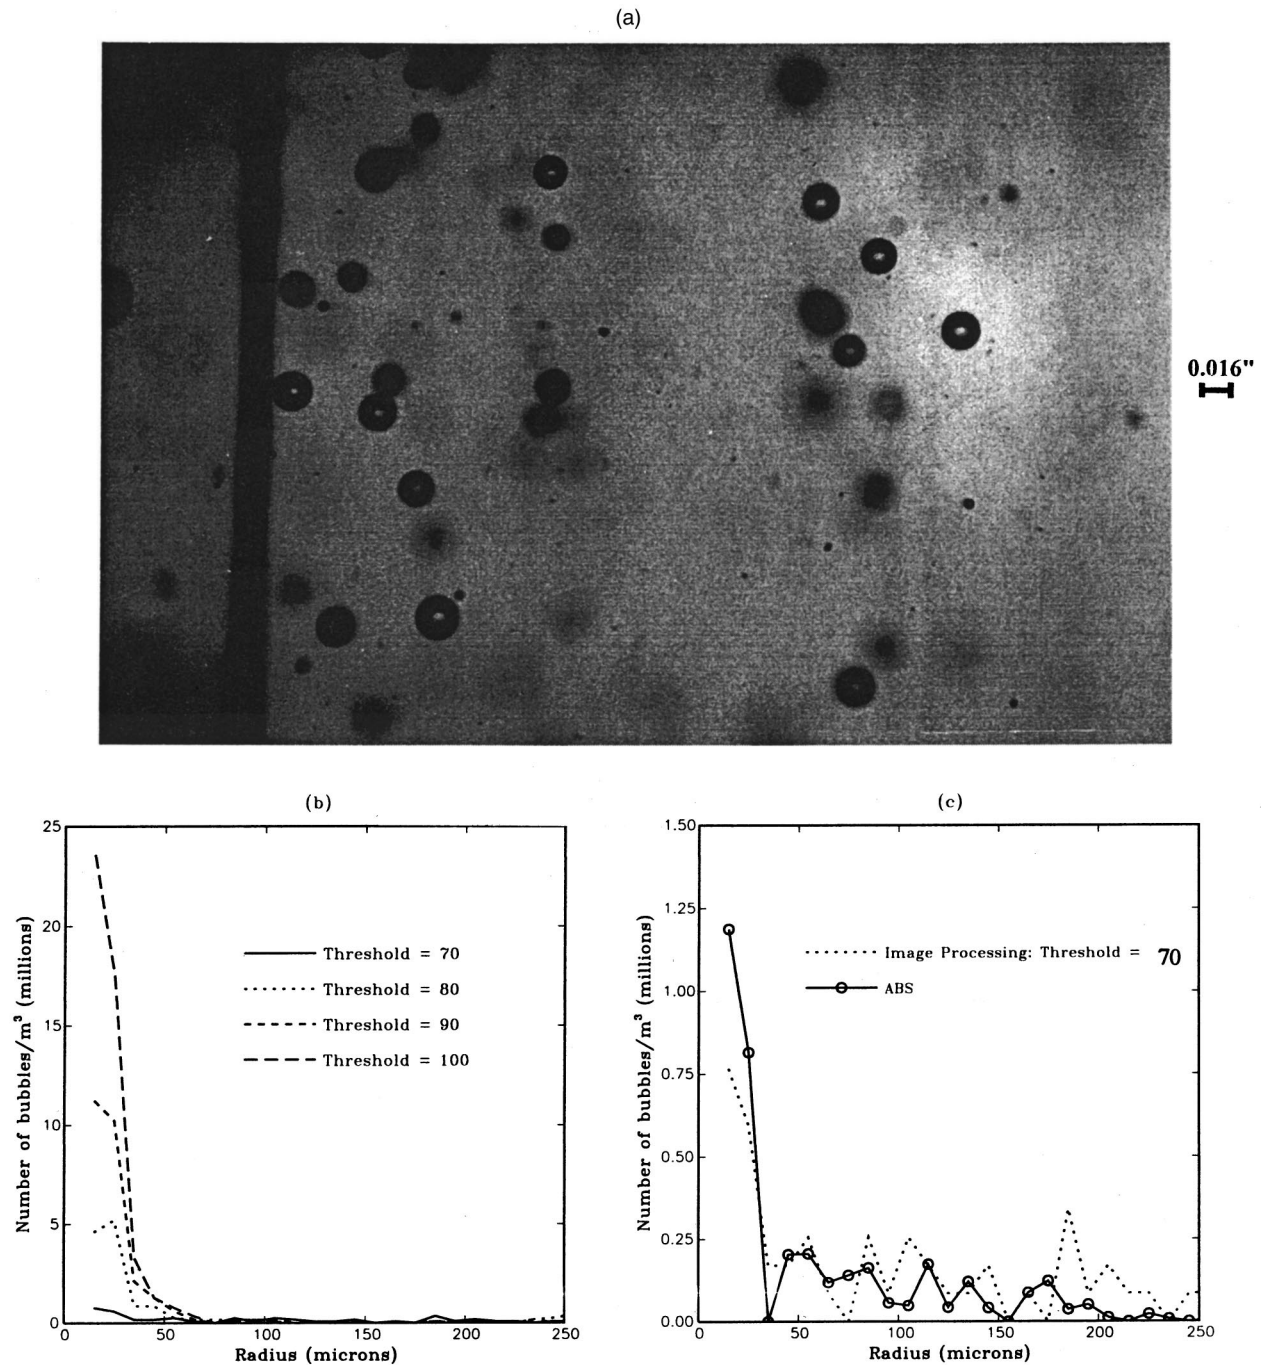 (a)
0.016"
(b)
25
20
15
10
5
0
0 50 100 150 200 250
Number of bubbles/m³ (millions)
Radius (microns)
Threshold = 70
Threshold = 80
Threshold = 90
Threshold = 100
(c)
1.50
1.25
1.00
0.75
0.50
0.25
0.00
0 50 100 150 200 250
Number of bubbles/m³ (millions)
Radius (microns)
Image Processing: Threshold = 70
ABS